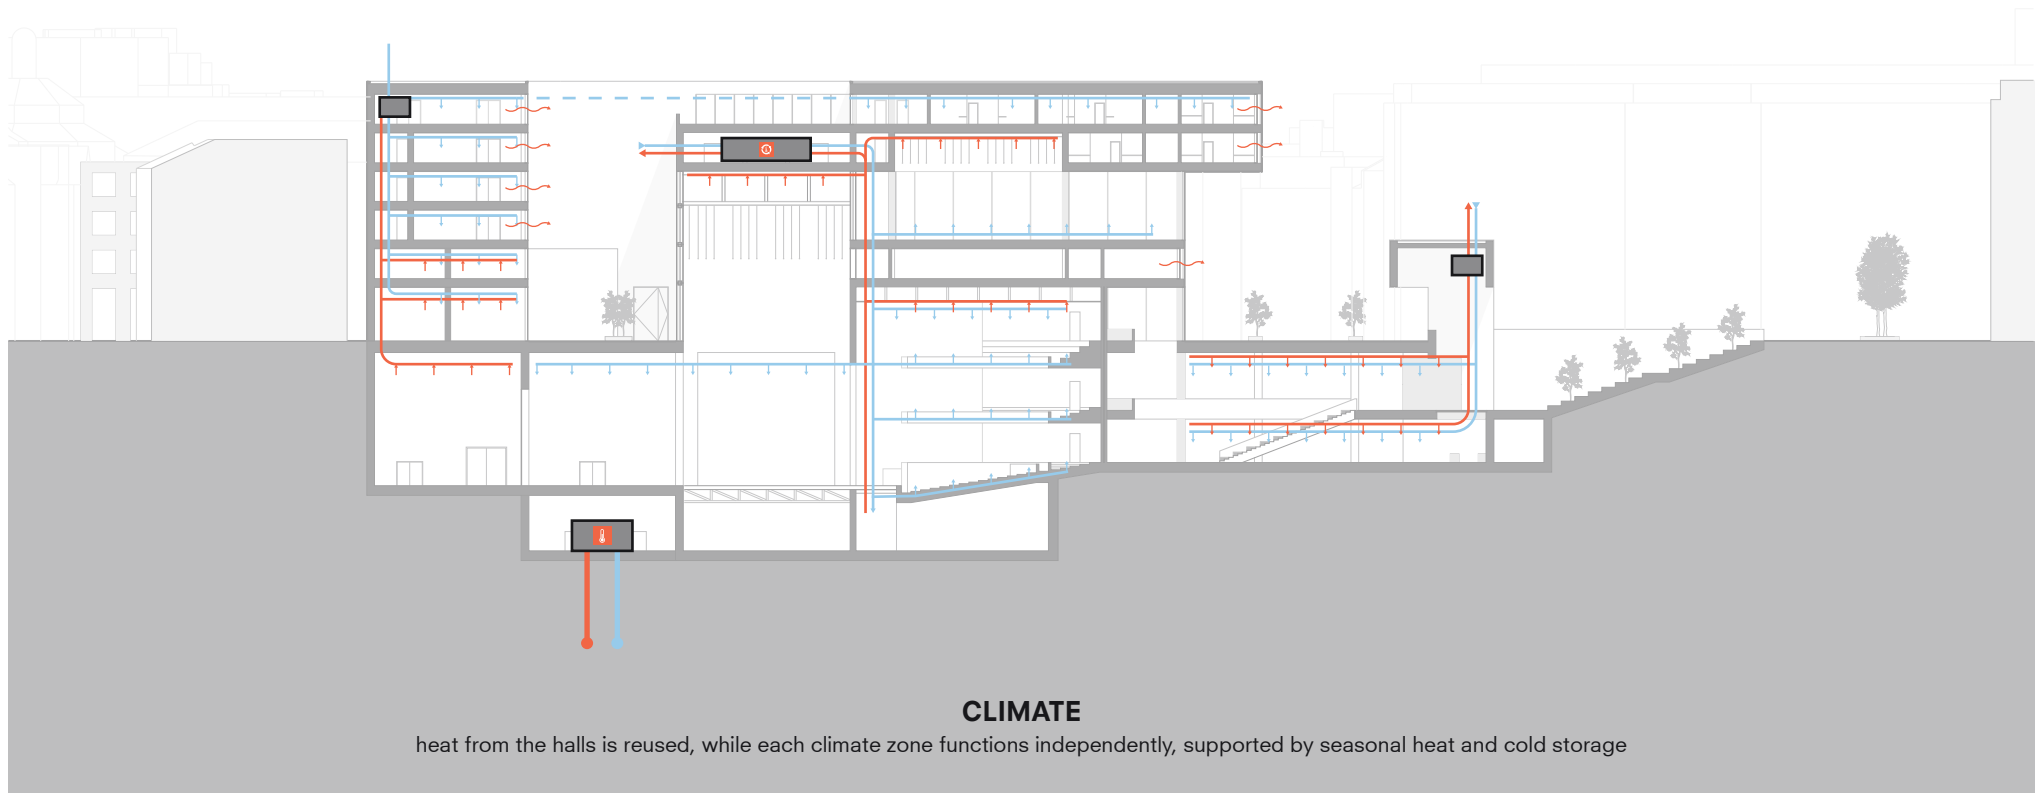 CLIMATE
heat from the halls is reused, while each climate zone functions independently, supported by seasonal heat and cold storage